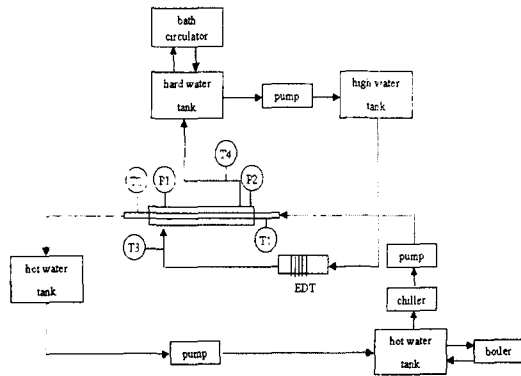 bath
circulator
hard water
tank
pump
high water
tank
T4
P1
P2
T3
T1
EDT
hot water
tank
pump
chiller
pump
hot water
tank
boiler